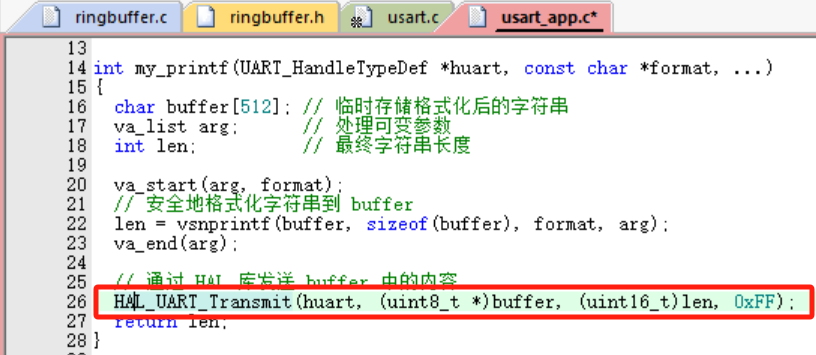 ringbuffer.c ringbuffer.h usart.c usart_app.c*
13
14 int my_printf(UART_HandleTypeDef *huart, const char *format, ...)
15 {
16 char buffer[512]; // 临时存储格式化后的字符串
17 va_list arg; // 处理可变参数
18 int len; // 最终字符串长度
19
20 va_start(arg, format);
21 // 安全地格式化字符串到 buffer
22 len = vsnprintf(buffer, sizeof(buffer), format, arg);
23 va_end(arg);
24
25 // 通过 HAL 库发送 buffer 中的内容
26 HAL_UART_Transmit(huart, (uint8_t *)buffer, (uint16_t)len, 0xFF);
27 return len;
28 }